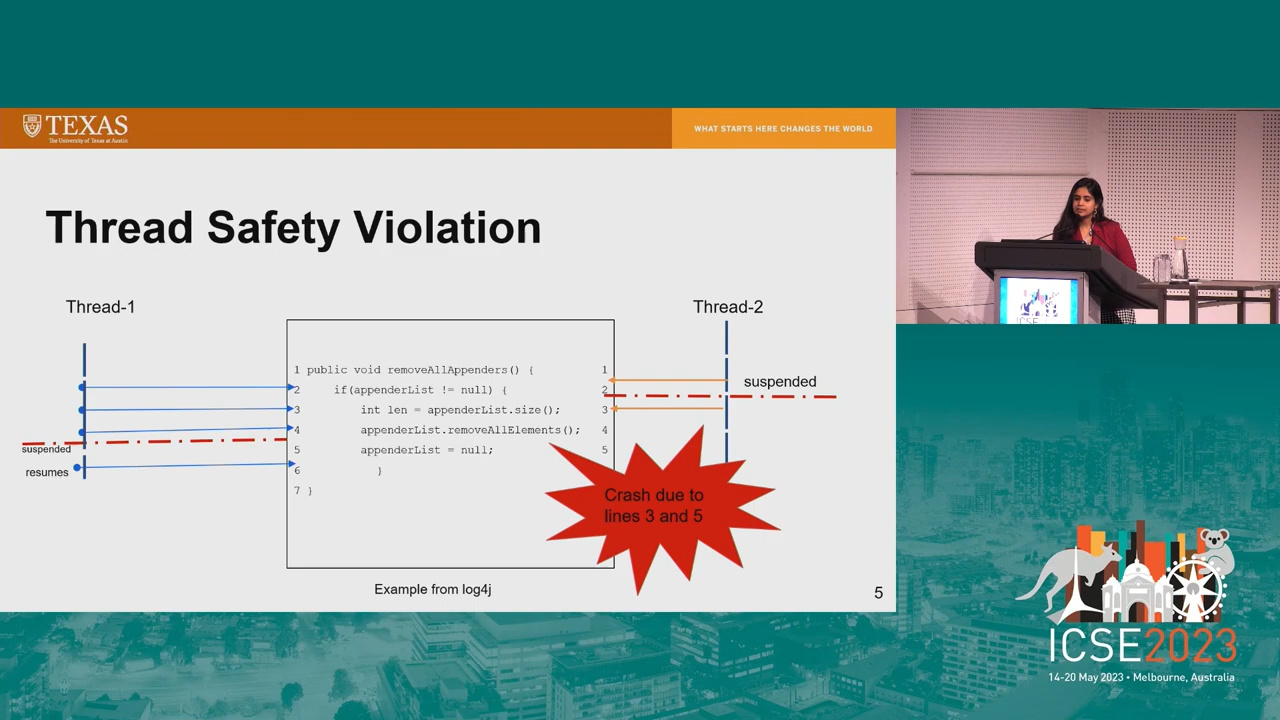 TEXAS
The University of Texas at Austin
WHAT STARTS HERE CHANGES THE WORLD
Thread Safety Violation
Thread-1
Thread-2
1 public void removeAllAppenders() { 1
suspended
2 if(appenderList != null) { 2
3 int len = appenderList.size(); 3
4 appenderList.removeAllElements(); 4
suspended
5 appenderList = null; 5
resumes
6 }
7 }
Crash due to
lines 3 and 5
Example from log4j
5
ICSE
ICSE2023
14-20 May 2023 • Melbourne, Australia